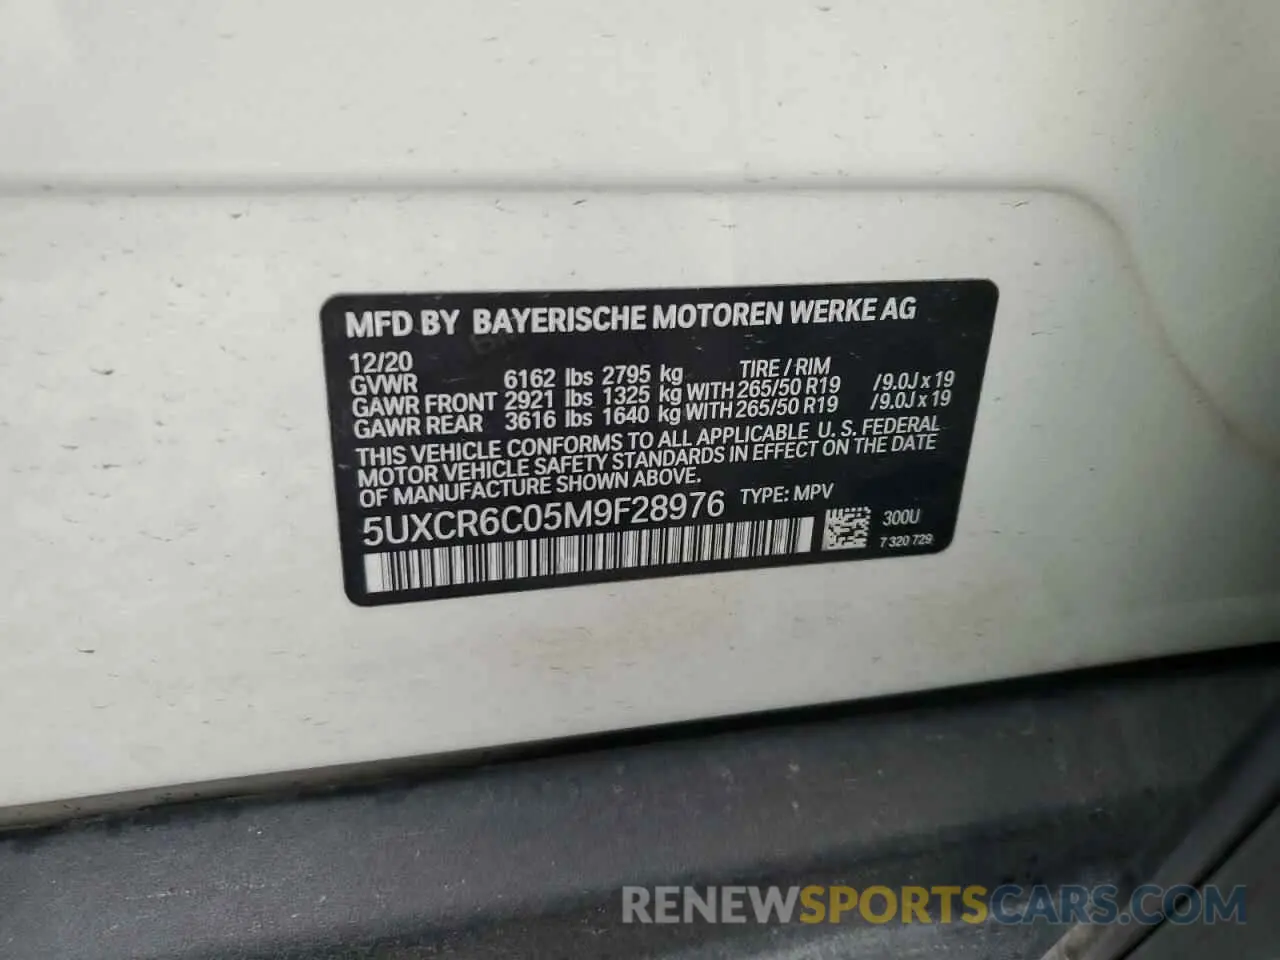 MFD BY BAYERISCHE MOTOREN WERKE AG
12/20 TIRE / RIM
GVWR 6162 lbs 2795 kg
GAWR FRONT 2921 lbs 1325 kg WITH 265/50 R19 /9.0J x 19
GAWR REAR 3616 lbs 1640 kg WITH 265/50 R19 /9.0J x 19
THIS VEHICLE CONFORMS TO ALL APPLICABLE U. S. FEDERAL
MOTOR VEHICLE SAFETY STANDARDS IN EFFECT ON THE DATE
OF MANUFACTURE SHOWN ABOVE.
5UXCR6C05M9F28976 TYPE: MPV
300U
7 320 729
RENEWSPORTSCARS.COM